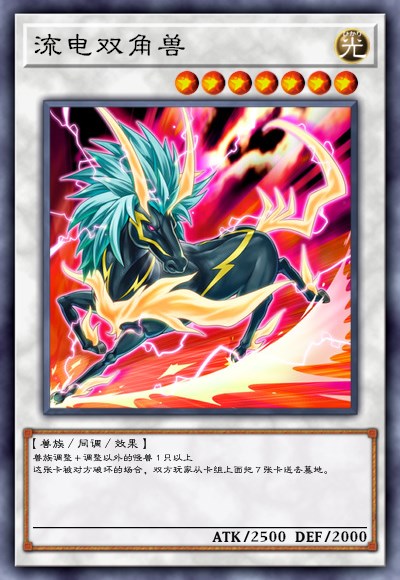 流电双角兽
光
ひかり
【兽族/同调/效果】
兽族调整+调整以外的怪兽1只以上
这张卡被对方破坏的场合，双方玩家从卡组上面把7张卡送去墓地。
ATK/2500 DEF/2000